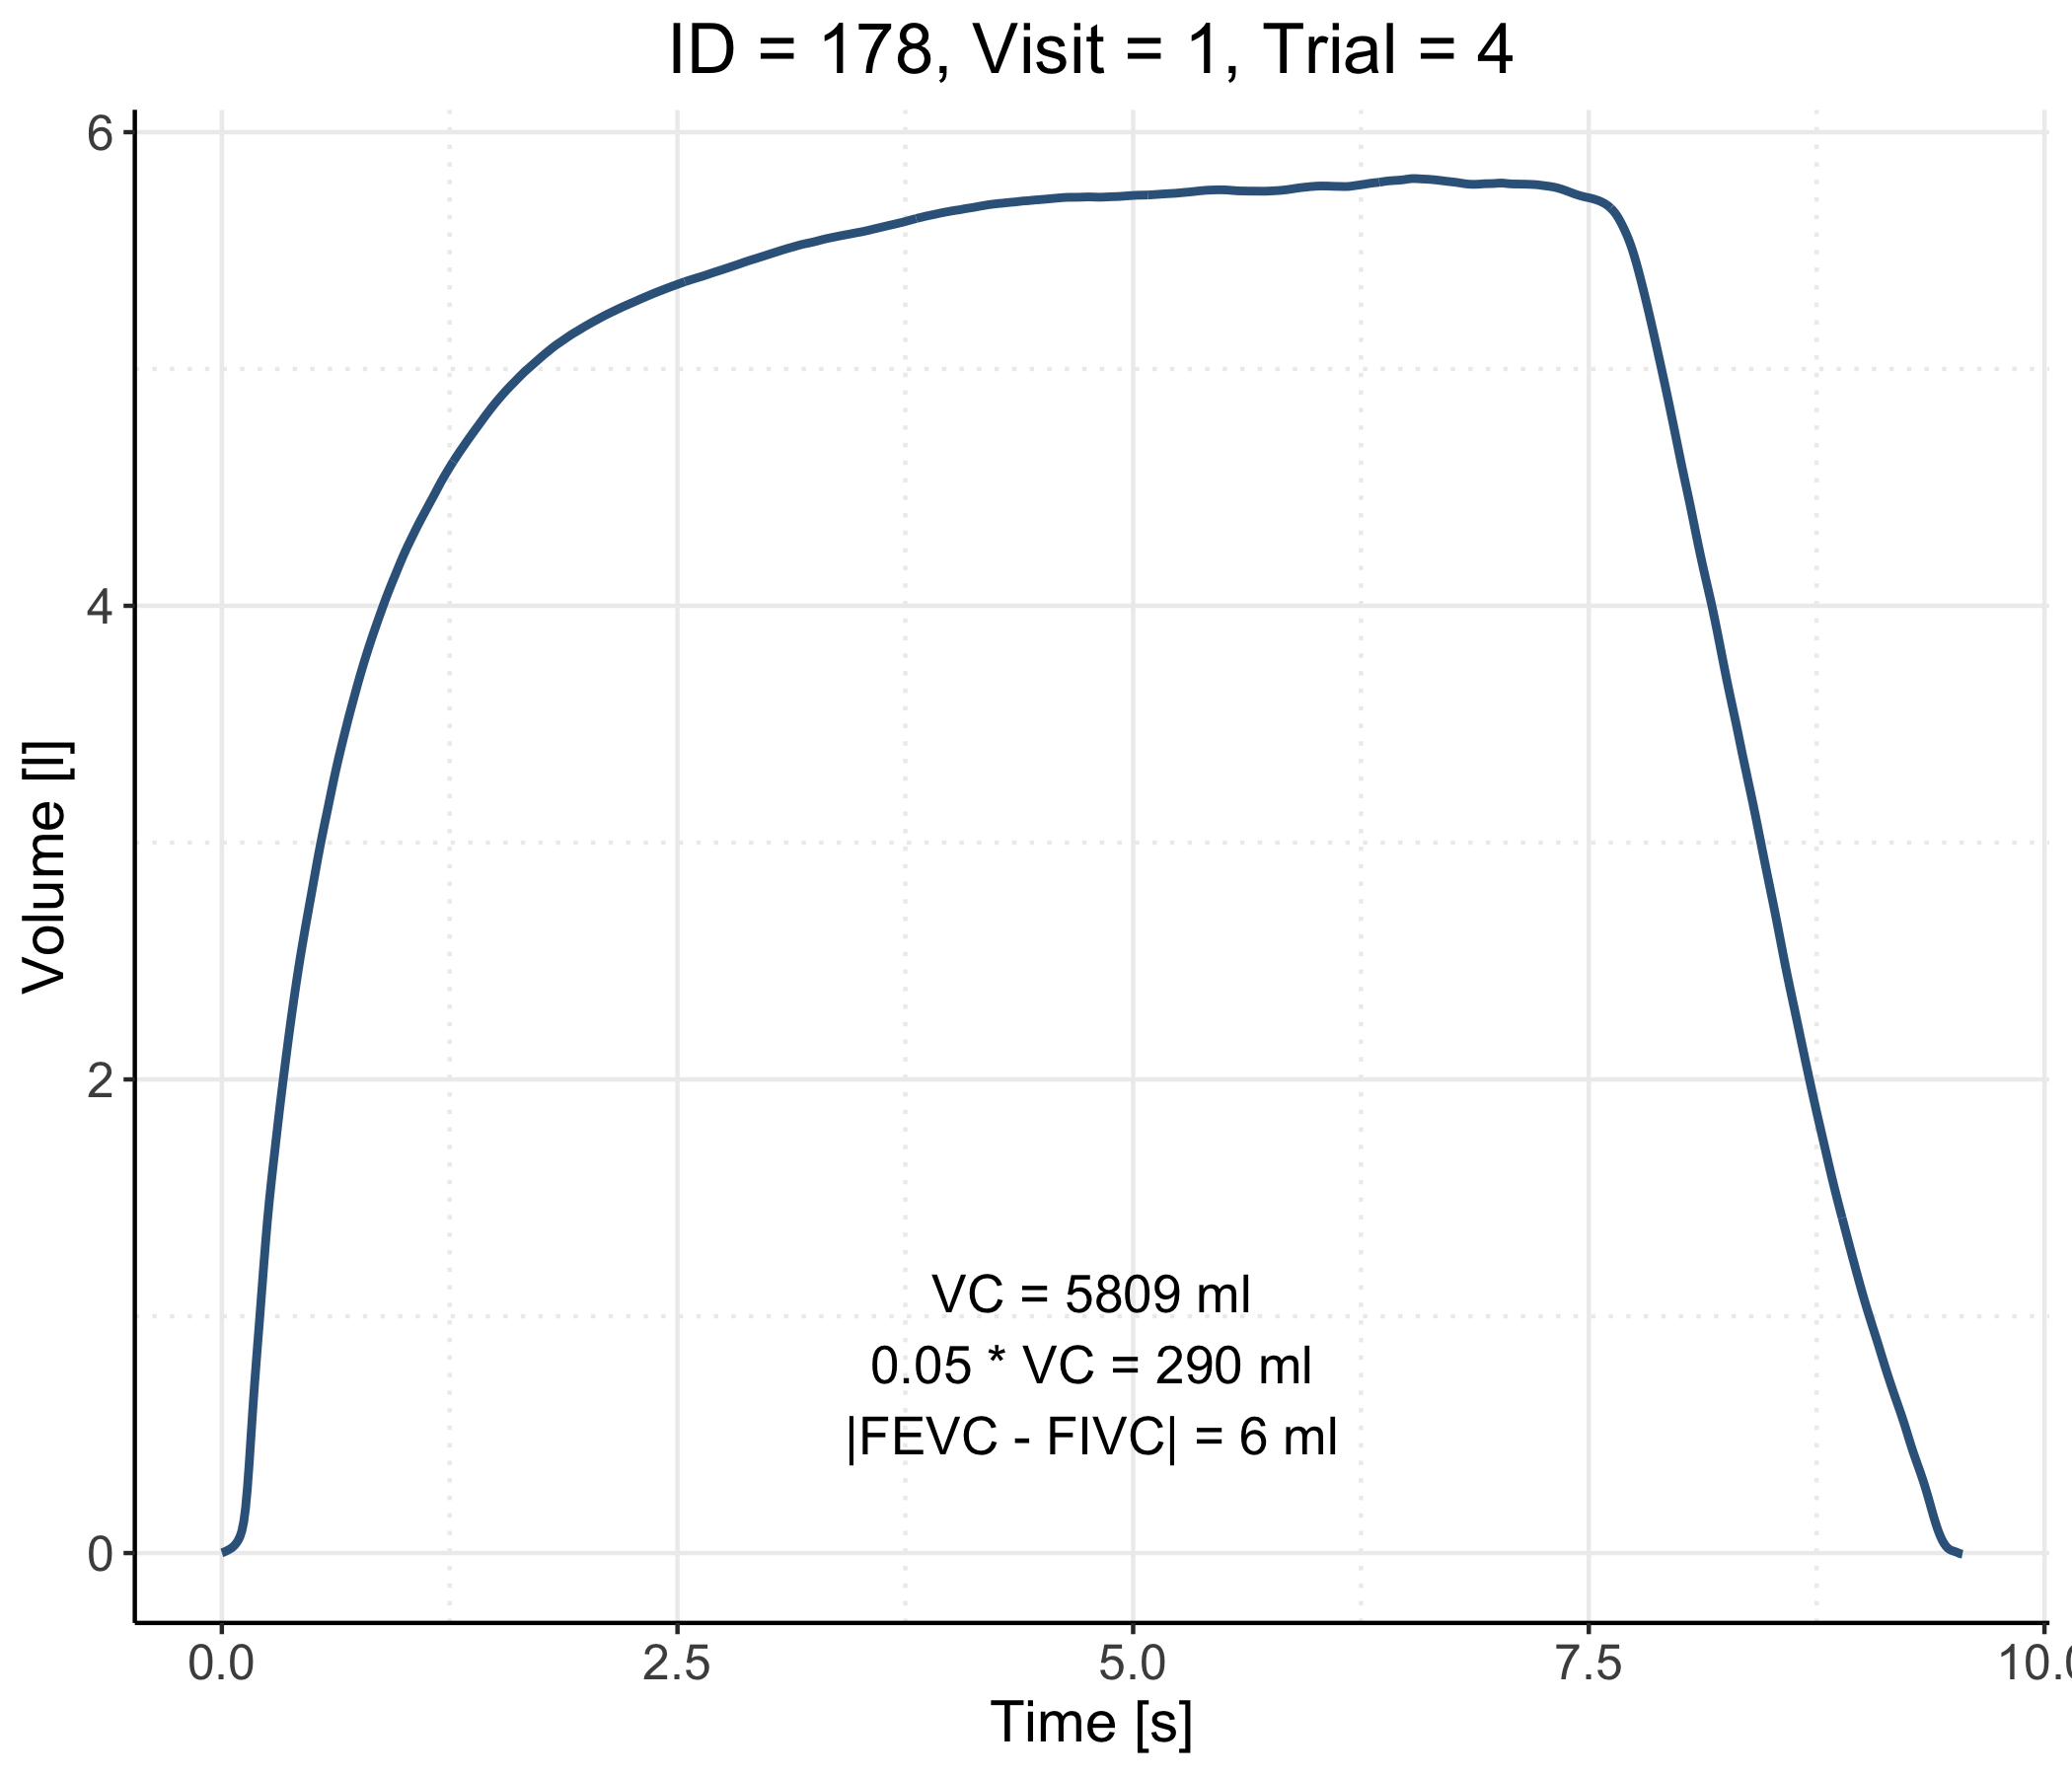 ID = 178, Visit = 1, Trial = 4
6
4
2
0
Volume [l]
VC = 5809 ml
0.05 * VC = 290 ml
|FEVC - FIVC| = 6 ml
0.0 2.5 5.0 7.5 10.0
Time [s]